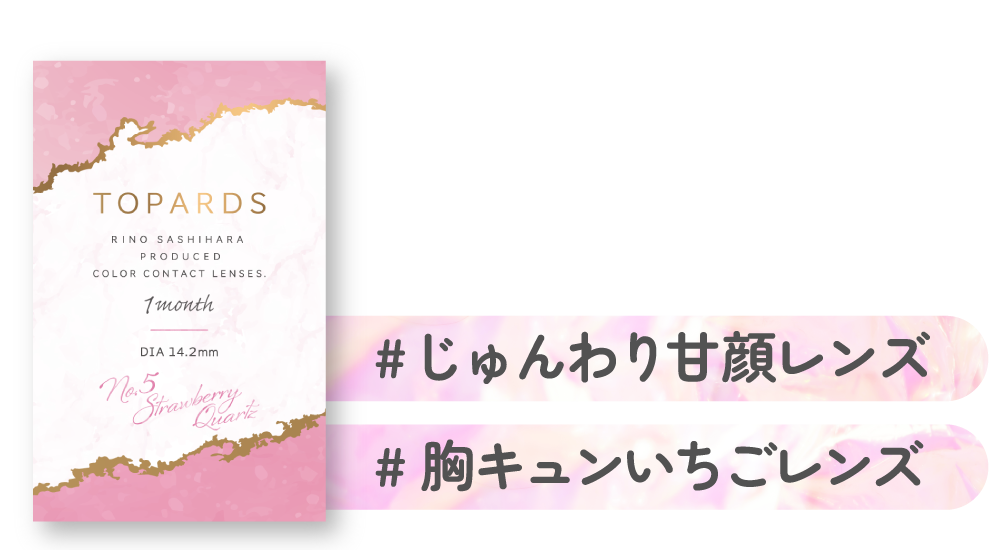 TOPARDS
RINO SASHIHARA
PRODUCED
COLOR CONTACT LENSES.
1month
DIA 14.2mm
No.5
Strawberry
Quartz
#じゅんわり甘顔レンズ
#胸キュンいちごレンズ